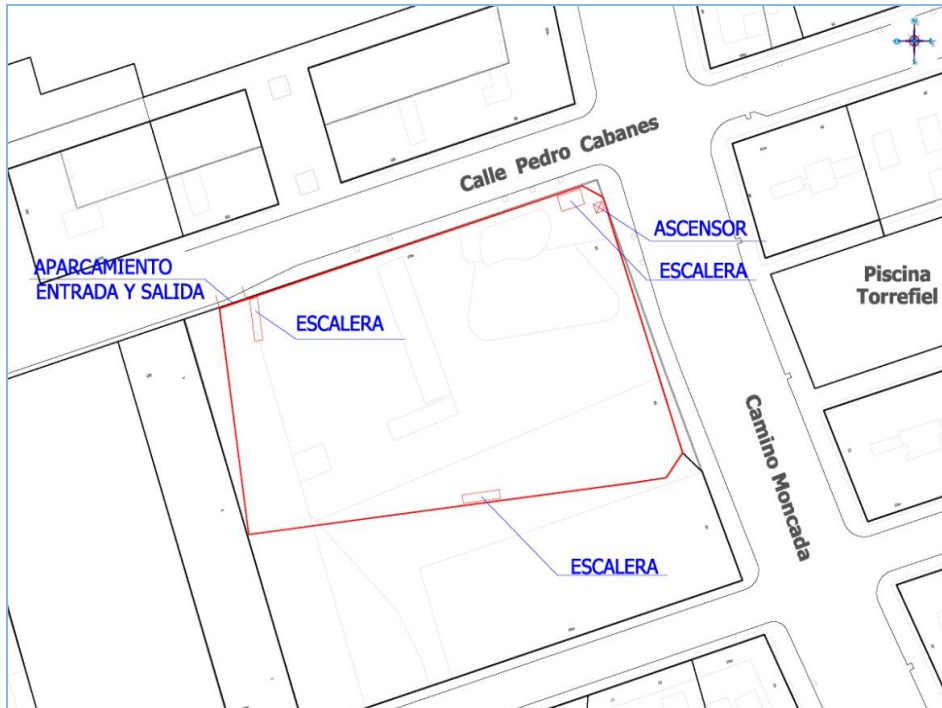 N
S
Calle Pedro Cabanes
ASCENSOR
ESCALERA
APARCAMIENTO
ENTRADA Y SALIDA
ESCALERA
Piscina
Torrefiel
Camino Moncada
ESCALERA